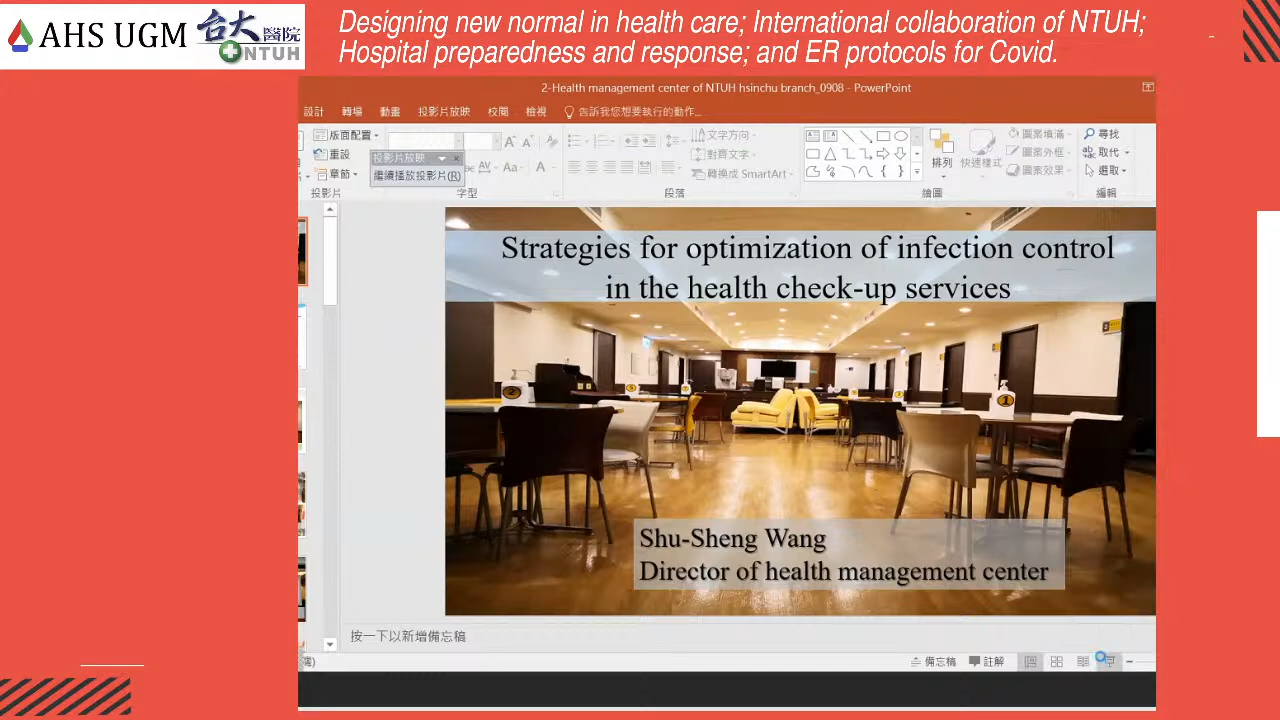 AHS UGM
台大醫院
NTUH
Designing new normal in health care; International collaboration of NTUH;
Hospital preparedness and response; and ER protocols for Covid.
2-Health management center of NTUH hsinchu branch_0908 - PowerPoint
設計 轉場 動畫 投影片放映 校閱 檢視 告訴我您想要執行的動作...
版面配置
重設
章節
投影片
投影片放映
繼續播放投影片(R)
AV
Aa
A
字型
文字方向
對齊文字
轉換成 SmartArt
段落
排列
快速樣式
圖案填滿
圖案外框
圖案效果
繪圖
尋找
取代
選取
編輯
Strategies for optimization of infection control
in the health check-up services
2
1
Shu-Sheng Wang
Director of health management center
按一下以新增備忘稿
備忘稿 註解